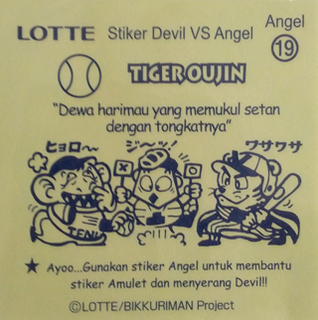 LOTTE Stiker Devil VS Angel Angel
19
TIGER OUJIN
“Dewa harimau yang memukul setan
dengan tongkatnya”
ヒョロ〜 ジ〜ッ! ワサワサ
TENU
★ Ayoo...Gunakan stiker Angel untuk membantu
stiker Amulet dan menyerang Devil!!
©LOTTE/BIKKURIMAN Project